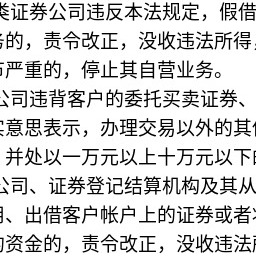 类证券公司违反本法规定，假借
务的，责令改正，没收违法所得，
节严重的，停止其自营业务。
公司违背客户的委托买卖证券、
实意思表示，办理交易以外的其他
，并处以一万元以上十万元以下的
公司、证券登记结算机构及其从
用、出借客户帐户上的证券或者将
的资金的，责令改正，没收违法所